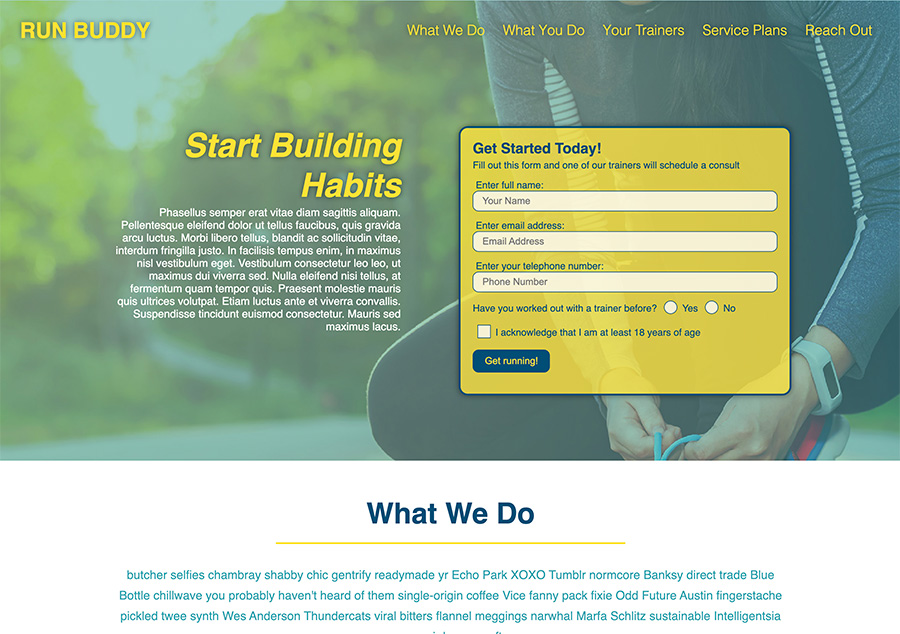 RUN BUDDY
What We Do
What You Do
Your Trainers
Service Plans
Reach Out
Start Building
Habits
Phasellus semper erat vitae diam sagittis aliquam.
Pellentesque eleifend dolor ut tellus faucibus, quis gravida
arcu luctus. Morbi libero tellus, blandit ac sollicitudin vitae,
interdum fringilla justo. In facilisis tempus enim, in maximus
nisl vestibulum eget. Vestibulum consectetur leo leo, ut
maximus dui viverra sed. Nulla eleifend nisi tellus, at
fermentum quam tempor quis. Praesent molestie mauris
quis ultrices volutpat. Etiam luctus ante et viverra convallis.
Suspendisse tincidunt euismod consectetur. Mauris sed
maximus lacus.
Get Started Today!
Fill out this form and one of our trainers will schedule a consult
Enter full name:
Your Name
Enter email address:
Email Address
Enter your telephone number:
Phone Number
Have you worked out with a trainer before? Yes No
I acknowledge that I am at least 18 years of age
Get running!
What We Do
butcher selfies chambray shabby chic gentrify readymade yr Echo Park XOXO Tumblr normcore Banksy direct trade Blue
Bottle chillwave you probably haven't heard of them single-origin coffee Vice fanny pack fixie Odd Future Austin fingerstache
pickled twee synth Wes Anderson Thundercats viral bitters flannel meggings narwhal Marfa Schlitz sustainable Intelligentsia